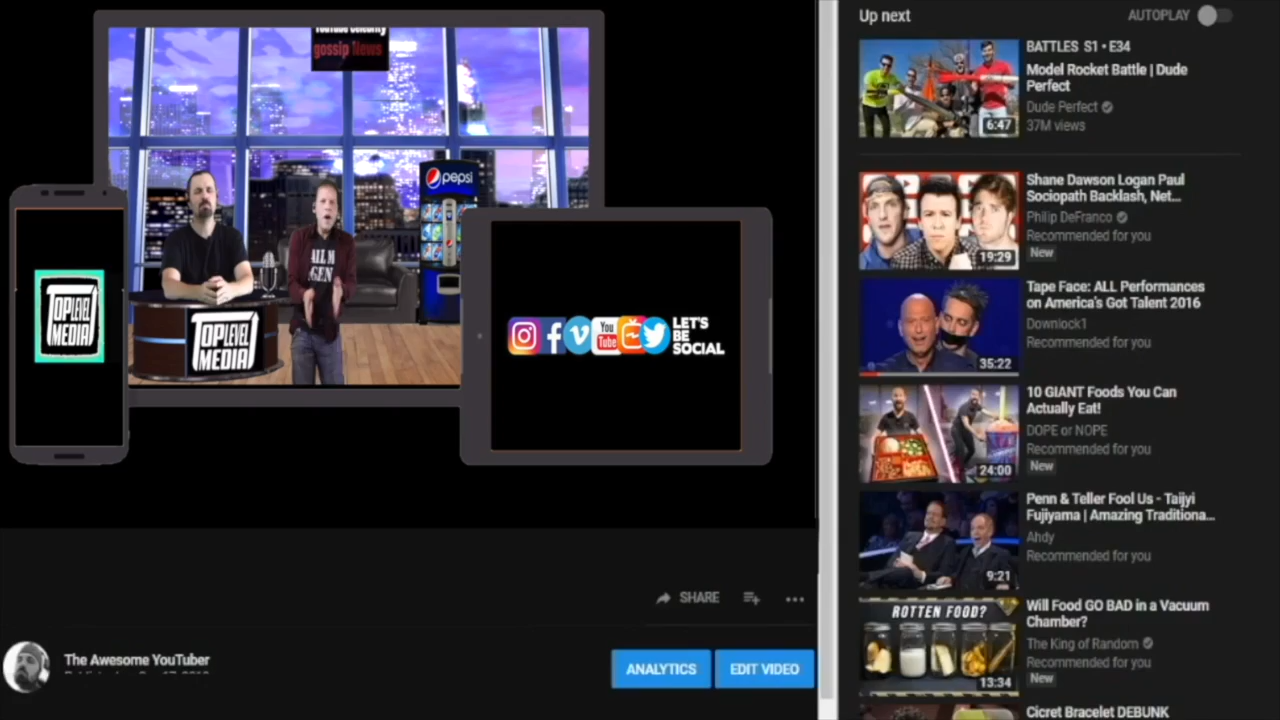 YouTube Celebrity
gossip News
pepsi
ALL M
GEN
TOP LEVEL
MEDIA
TOP LEVEL
MEDIA
You
Tube
LET'S
BE
SOCIAL
SHARE
The Awesome YouTuber
ANALYTICS
EDIT VIDEO
Up next
AUTOPLAY
BATTLES S1 • E34
Model Rocket Battle | Dude
Perfect
Dude Perfect
37M views
6:47
Shane Dawson Logan Paul
Sociopath Backlash, Net...
Philip DeFranco
Recommended for you
New
19:29
Tape Face: ALL Performances
on America's Got Talent 2016
Downlock1
Recommended for you
35:22
10 GIANT Foods You Can
Actually Eat!
DOPE or NOPE
Recommended for you
New
24:00
Penn & Teller Fool Us - Taijyi
Fujiyama | Amazing Traditiona...
Ahdy
Recommended for you
9:21
ROTTEN FOOD?
Will Food GO BAD in a Vacuum
Chamber?
The King of Random
Recommended for you
New
13:34
Cicret Bracelet DEBUNK